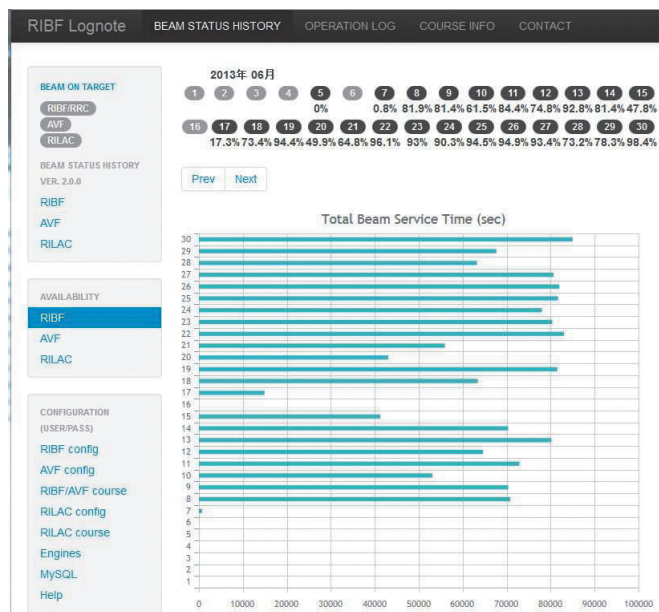 RIBF Lognote BEAM STATUS HISTORY OPERATION LOG COURSE INFO CONTACT
BEAM ON TARGET
RIBF/RRC
AVF
RILAC
BEAM STATUS HISTORY
VER. 2.0.0
RIBF
AVF
RILAC
AVAILABILITY
RIBF
AVF
RILAC
CONFIGURATION
(USER/PASS)
RIBF config
AVF config
RIBF/AVF course
RILAC config
RILAC course
Engines
MySQL
Help
2013年 06月
1 2 3 4 5 6 7 8 9 10 11 12 13 14 15
0% 0.8% 81.9% 81.4% 61.5% 84.4% 74.8% 92.8% 81.4% 47.8%
16 17 18 19 20 21 22 23 24 25 26 27 28 29 30
17.3% 73.4% 94.4% 49.9% 64.8% 96.1% 93% 90.3% 94.5% 94.9% 93.4% 73.2% 78.3% 98.4%
Prev Next
Total Beam Service Time (sec)
30
29
28
27
26
25
24
23
22
21
20
19
18
17
16
15
14
13
12
11
10
9
8
7
6
5
4
3
2
1
0 10000 20000 30000 40000 50000 60000 70000 80000 90000 100000